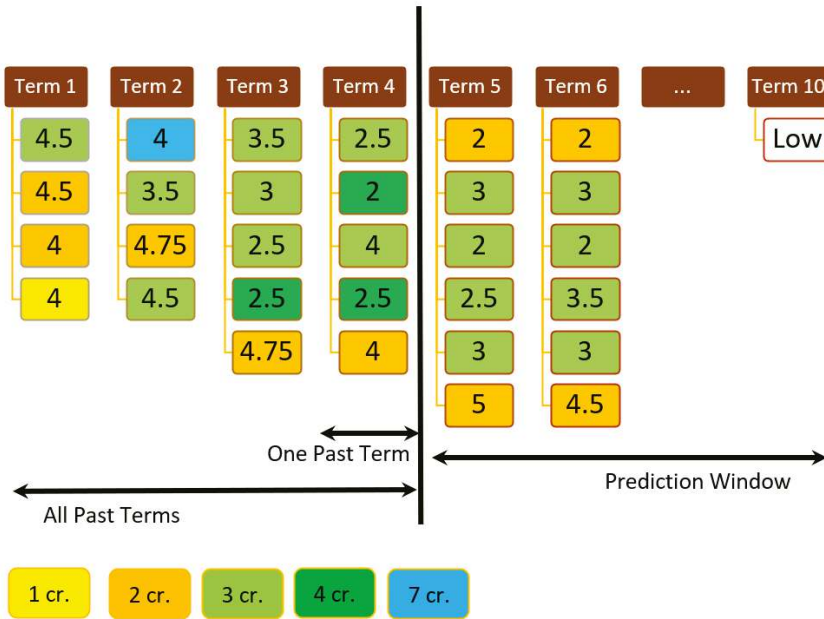 Term 1 Term 2 Term 3 Term 4 Term 5 Term 6 ... Term 10
4.5 4 3.5 2.5 2 2 Low
4.5 3.5 3 2 3 3
4 4.75 2.5 4 2 2
4 4.5 2.5 2.5 2.5 3.5
4.75 4 3 3
5 4.5
One Past Term
Prediction Window
All Past Terms
1 cr. 2 cr. 3 cr. 4 cr. 7 cr.